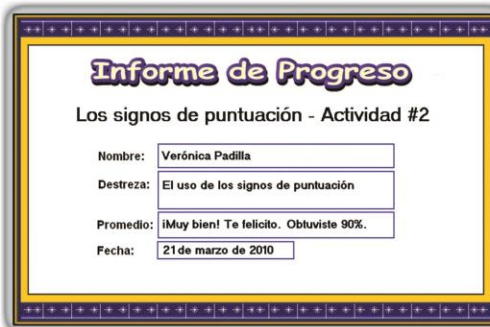 Informe de Progreso
Los signos de puntuación - Actividad #2
Nombre: Verónica Padilla
Destreza: El uso de los signos de puntuación
Promedio: ¡Muy bien! Te felicito. Obtuviste 90%.
Fecha: 21 de marzo de 2010